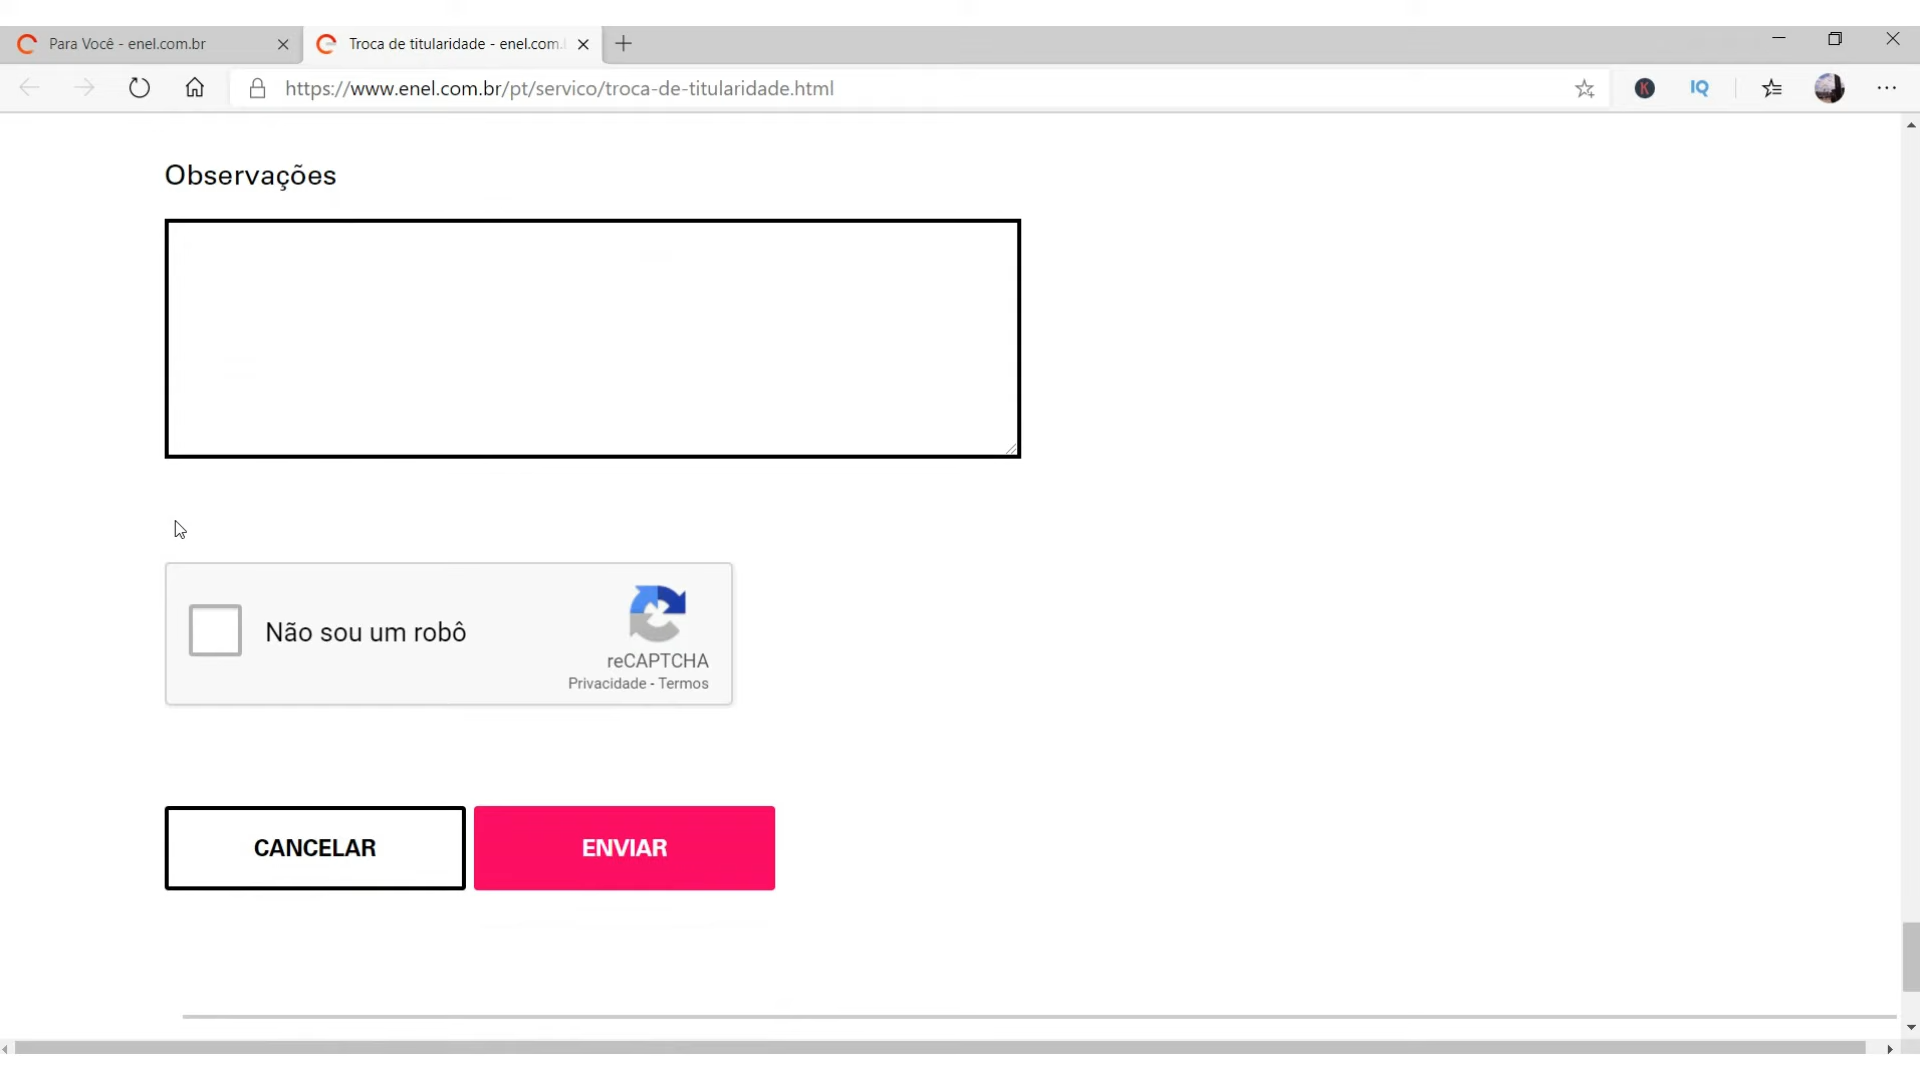 Para Você - enel.com.br
Troca de titularidade - enel.com.
https://www.enel.com.br/pt/servico/troca-de-titularidade.html
K
IQ
Observações
Não sou um robô
reCAPTCHA
Privacidade - Termos
CANCELAR
ENVIAR